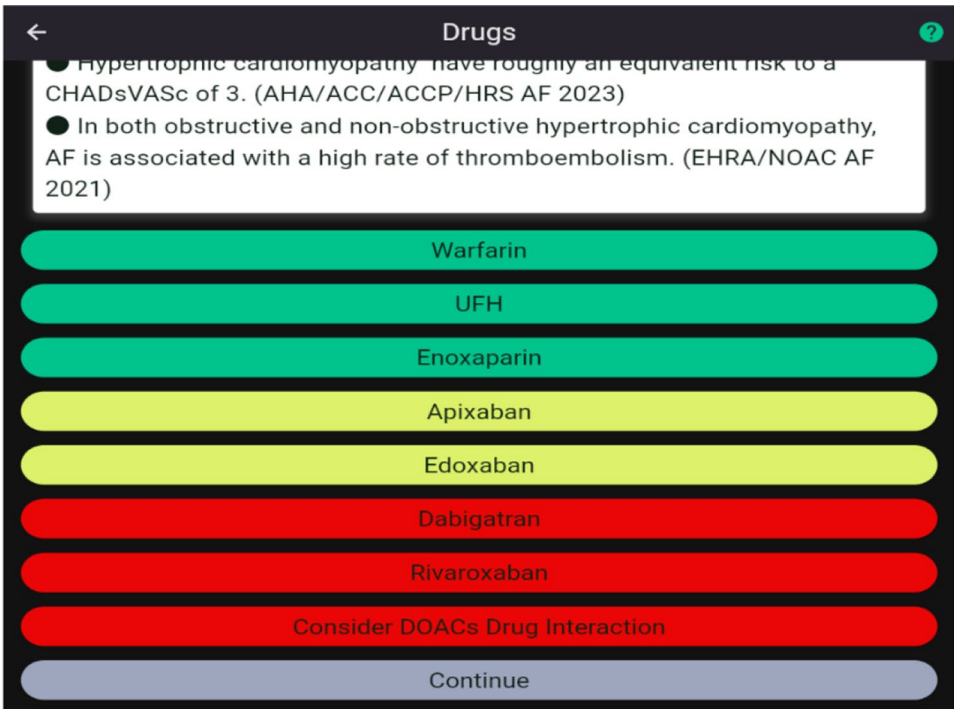 Drugs
?
● Hypertrophic cardiomyopathy have roughly an equivalent risk to a
CHADsVASc of 3. (AHA/ACC/ACCP/HRS AF 2023)
● In both obstructive and non-obstructive hypertrophic cardiomyopathy,
AF is associated with a high rate of thromboembolism. (EHRA/NOAC AF
2021)
Warfarin
UFH
Enoxaparin
Apixaban
Edoxaban
Dabigatran
Rivaroxaban
Consider DOACs Drug Interaction
Continue